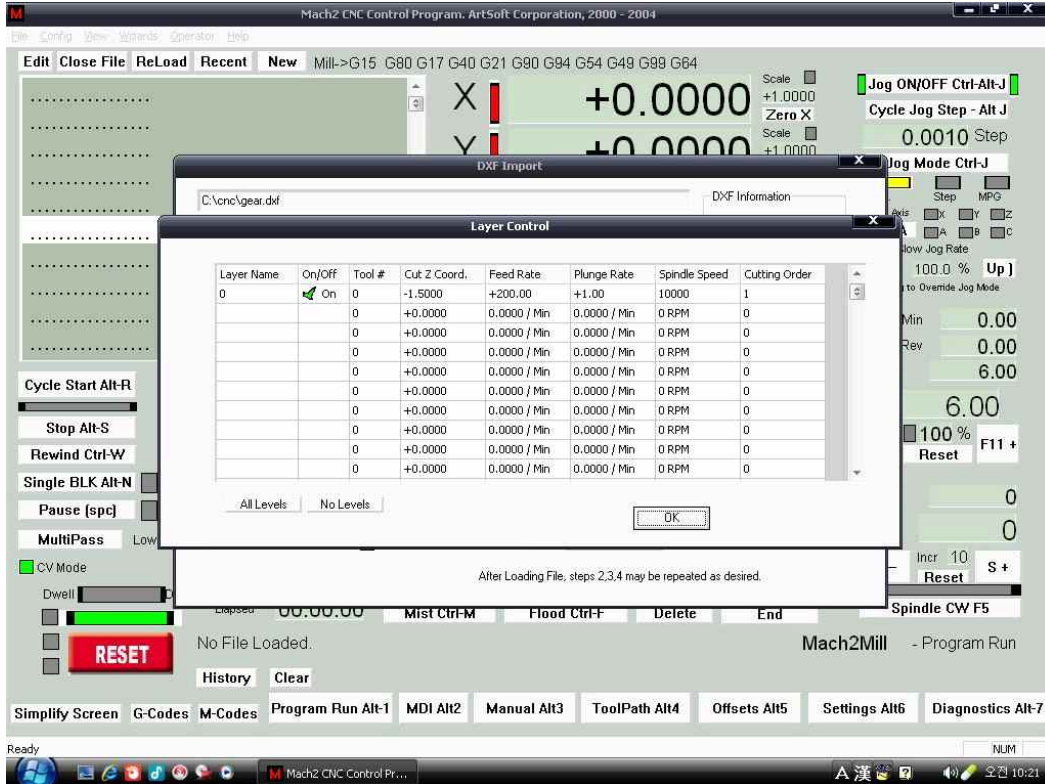 Mach2 CNC Control Program. ArtSoft Corporation, 2000 - 2004
File Config View Wizards Operator Help
Edit Close File ReLoad Recent New Mill->G15 G80 G17 G40 G21 G90 G94 G54 G49 G99 G64
X +0.0000 Scale +1.0000 Zero X
Y +0.0000 Scale +1.0000
Jog ON/OFF Ctrl-Alt-J
Cycle Jog Step - Alt J
0.0010 Step
Jog Mode Ctrl-J
Step MPG
X Y Z
A B C
Slow Jog Rate
100.0 % Up )
to Override Jog Mode
DXF Import
C:\cnc\gear.dxf DXF Information
Layer Control
Layer Name On/Off Tool # Cut Z Coord. Feed Rate Plunge Rate Spindle Speed Cutting Order
0 On 0 -1.5000 +200.00 +1.00 10000 1
0 +0.0000 0.0000 / Min 0.0000 / Min 0 RPM 0
0 +0.0000 0.0000 / Min 0.0000 / Min 0 RPM 0
0 +0.0000 0.0000 / Min 0.0000 / Min 0 RPM 0
0 +0.0000 0.0000 / Min 0.0000 / Min 0 RPM 0
0 +0.0000 0.0000 / Min 0.0000 / Min 0 RPM 0
0 +0.0000 0.0000 / Min 0.0000 / Min 0 RPM 0
0 +0.0000 0.0000 / Min 0.0000 / Min 0 RPM 0
0 +0.0000 0.0000 / Min 0.0000 / Min 0 RPM 0
0 +0.0000 0.0000 / Min 0.0000 / Min 0 RPM 0
All Levels No Levels OK
After Loading File, steps 2,3,4 may be repeated as desired.
Min 0.00
Rev 0.00
6.00
6.00
100 % F11 +
Reset
0
0
Incr 10 S +
Reset
Spindle CW F5
Cycle Start Alt-R
Stop Alt-S
Rewind Ctrl-W
Single BLK Alt-N
Pause (spc)
MultiPass Low
CV Mode
Dwell
Elapsed 00:00:00 Mist Ctrl-M Flood Ctrl-F Delete End
RESET
No File Loaded. Mach2Mill - Program Run
History Clear
Simplify Screen G-Codes M-Codes Program Run Alt-1 MDI Alt2 Manual Alt3 ToolPath Alt4 Offsets Alt5 Settings Alt6 Diagnostics Alt-7
Ready NUM
Mach2 CNC Control Pr... A 漢 오전 10:21